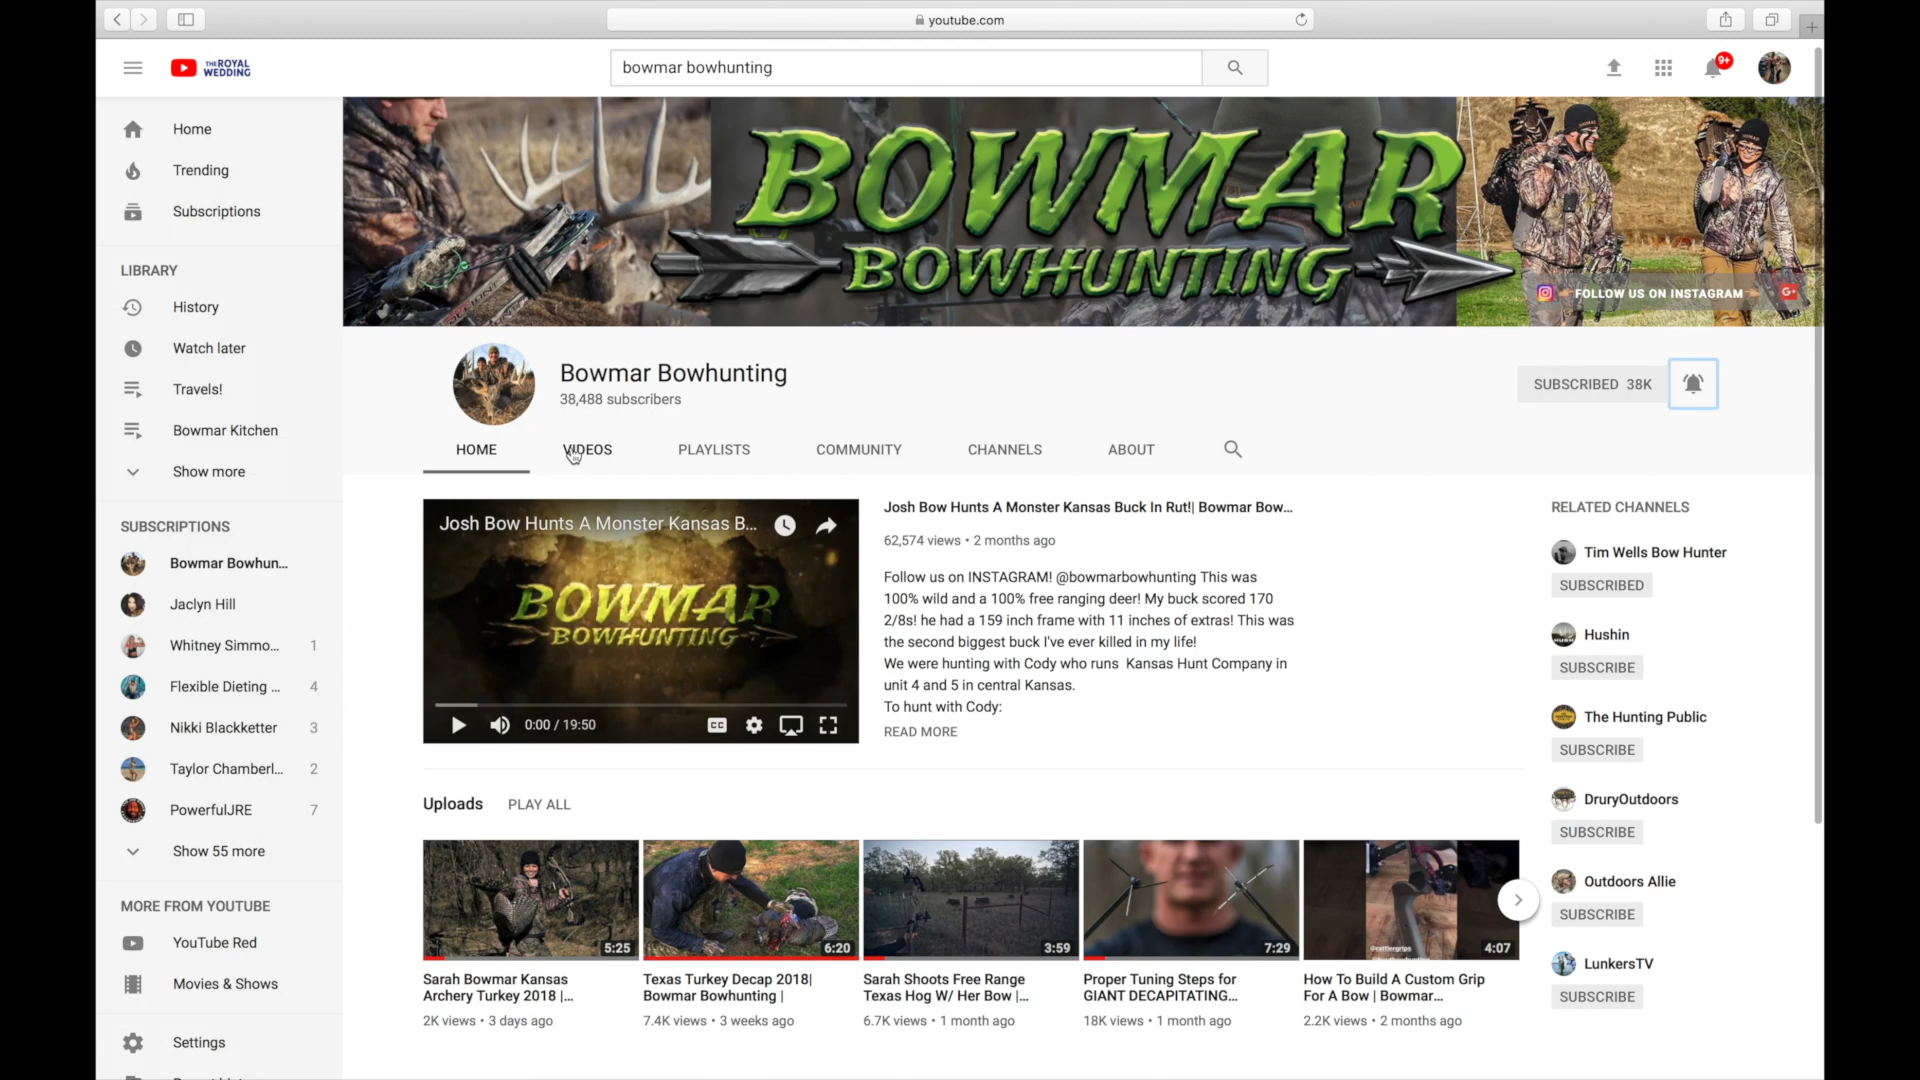 youtube.com
THE ROYAL
WEDDING
bowmar bowhunting
9+
Home
Trending
Subscriptions
LIBRARY
History
Watch later
Travels!
Bowmar Kitchen
Show more
SUBSCRIPTIONS
Bowmar Bowhun...
Jaclyn Hill
Whitney Simmo... 1
Flexible Dieting ... 4
Nikki Blackketter 3
Taylor Chamberl... 2
PowerfulJRE 7
Show 55 more
MORE FROM YOUTUBE
YouTube Red
Movies & Shows
Settings
BOWMAR
BOWHUNTING
FOLLOW US ON INSTAGRAM
G+
Bowmar Bowhunting
38,488 subscribers
SUBSCRIBED 38K
HOME VIDEOS PLAYLISTS COMMUNITY CHANNELS ABOUT
Josh Bow Hunts A Monster Kansas B...
BOWMAR
BOWHUNTING
0:00 / 19:50
CC
Josh Bow Hunts A Monster Kansas Buck In Rut!| Bowmar Bow...
62,574 views • 2 months ago
Follow us on INSTAGRAM! @bowmarbowhunting This was
100% wild and a 100% free ranging deer! My buck scored 170
2/8s! he had a 159 inch frame with 11 inches of extras! This was
the second biggest buck I've ever killed in my life!
We were hunting with Cody who runs Kansas Hunt Company in
unit 4 and 5 in central Kansas.
To hunt with Cody:
READ MORE
Uploads PLAY ALL
5:25
Sarah Bowmar Kansas
Archery Turkey 2018 |...
2K views • 3 days ago
6:20
Texas Turkey Decap 2018|
Bowmar Bowhunting |
7.4K views • 3 weeks ago
3:59
Sarah Shoots Free Range
Texas Hog W/ Her Bow |...
6.7K views • 1 month ago
7:29
Proper Tuning Steps for
GIANT DECAPITATING...
18K views • 1 month ago
@rattlergrips
4:07
How To Build A Custom Grip
For A Bow | Bowmar...
2.2K views • 2 months ago
RELATED CHANNELS
Tim Wells Bow Hunter
SUBSCRIBED
Hushin
SUBSCRIBE
The Hunting Public
SUBSCRIBE
DruryOutdoors
SUBSCRIBE
Outdoors Allie
SUBSCRIBE
LunkersTV
SUBSCRIBE